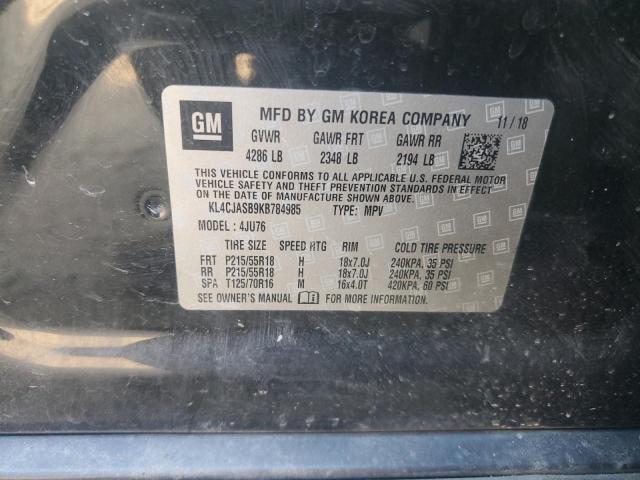 GM
MFD BY GM KOREA COMPANY 11/18
GVWR GAWR FRT GAWR RR
4286 LB 2348 LB 2194 LB
THIS VEHICLE CONFORMS TO ALL APPLICABLE U.S. FEDERAL MOTOR
VEHICLE SAFETY AND THEFT PREVENTION STANDARDS IN EFFECT
ON THE DATE OF MANUFACTURE SHOWN ABOVE.
KL4CJASB9KB784985 TYPE: MPV
MODEL: 4JU76
TIRE SIZE SPEED RTG RIM COLD TIRE PRESSURE
FRT P215/55R18 H 18x7.0J 240KPA, 35 PSI
RR P215/55R18 H 18x7.0J 240KPA, 35 PSI
SPA T125/70R16 M 16x4.0T 420KPA, 60 PSI
SEE OWNER'S MANUAL FOR MORE INFORMATION.